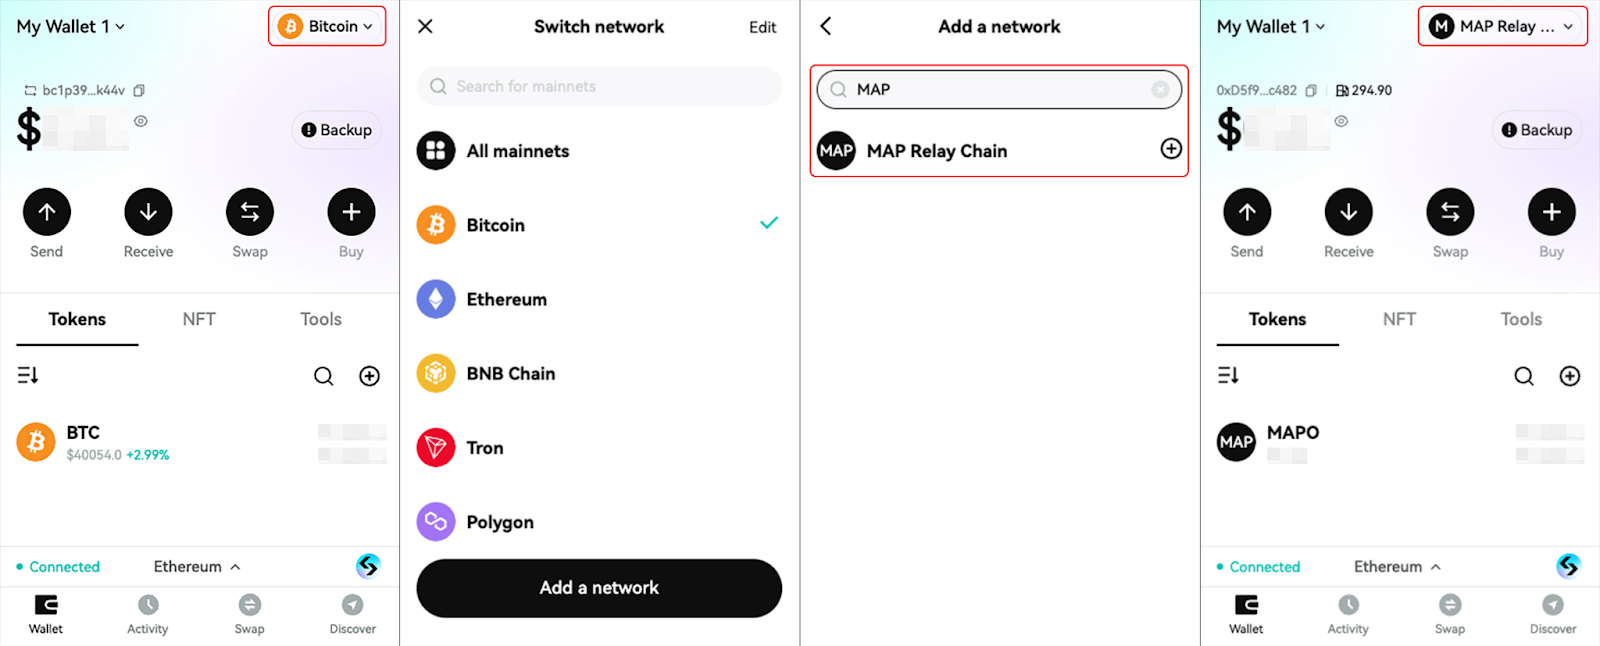 My Wallet 1
Bitcoin
bc1p39...k44v
$
Backup
Send
Receive
Swap
Buy
Tokens
NFT
Tools
BTC
$40054.0 +2.99%
Connected
Ethereum
Wallet
Activity
Swap
Discover
Switch network
Edit
Search for mainnets
All mainnets
Bitcoin
Ethereum
BNB Chain
Tron
Polygon
Add a network
Add a network
MAP
MAP
MAP Relay Chain
My Wallet 1
M
MAP Relay ...
0xD5f9...c482
294.90
$
Backup
Send
Receive
Swap
Buy
Tokens
NFT
Tools
MAP
MAPO
Connected
Ethereum
Wallet
Activity
Swap
Discover